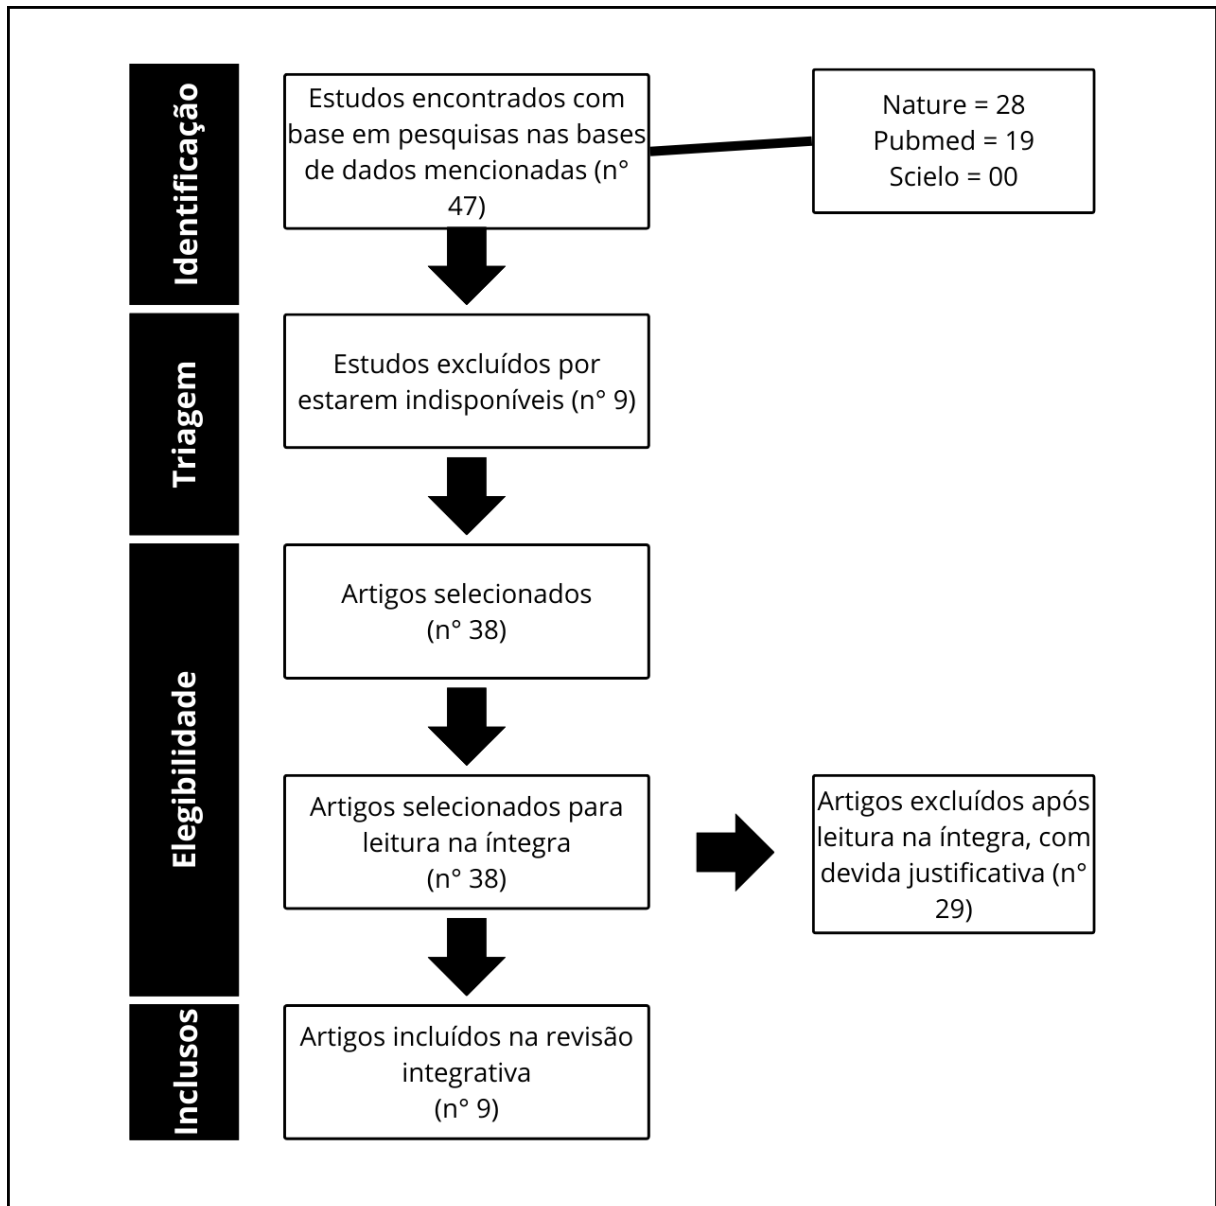 Identificação
Estudos encontrados com
base em pesquisas nas bases
de dados mencionadas (n°
47)
Nature = 28
Pubmed = 19
Scielo = 00
Triagem
Estudos excluídos por
estarem indisponíveis (n° 9)
Elegibilidade
Artigos selecionados
(n° 38)
Artigos selecionados para
leitura na íntegra
(n° 38)
Artigos excluídos após
leitura na íntegra, com
devida justificativa (n°
29)
Inclusos
Artigos incluídos na revisão
integrativa
(n° 9)